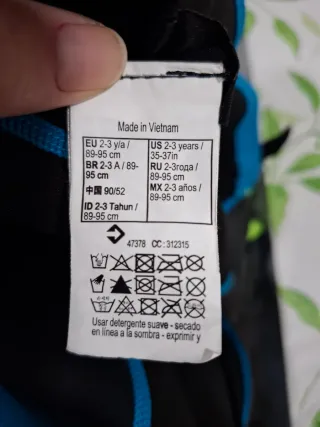 Made in Vietnam
EU 2-3 y/a /
89-95 cm
BR 2-3 A / 89-
95 cm
中国 90/52
ID 2-3 Tahun /
89-95 cm
US 2-3 years /
35-37in
RU 2-3года /
89-95 cm
MX 2-3 años /
89-95 cm
47378 CC: 312315
Usar detergente suave - secado
en línea a la sombra - exprimir y